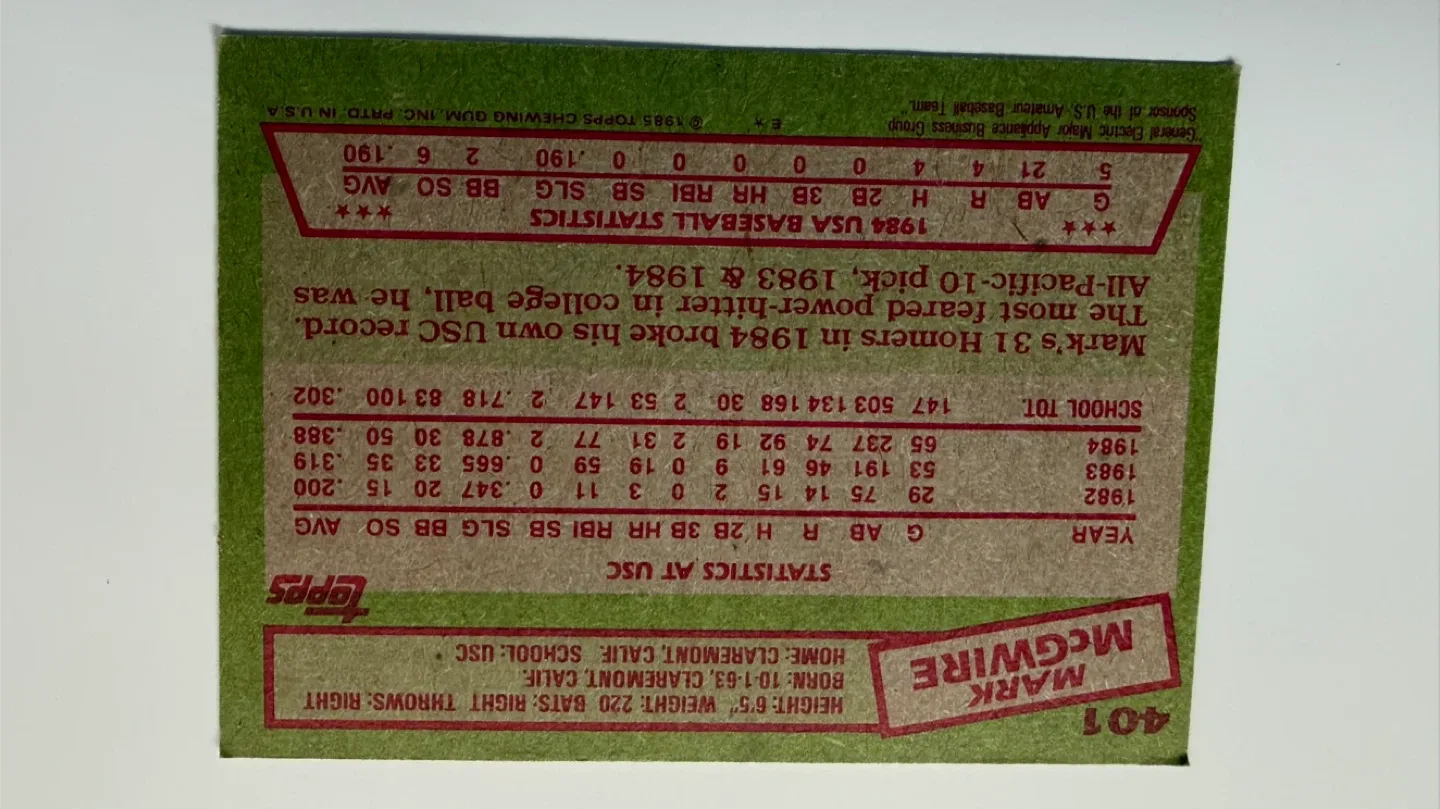 401
MARK
McGWIRE
HEIGHT: 6'5" WEIGHT: 220 BATS: RIGHT THROWS: RIGHT
BORN: 10-1-63, CLAREMONT, CALIF.
HOME: CLAREMONT, CALIF. SCHOOL: USC
Topps
STATISTICS AT USC
YEAR G AB R H 2B 3B HR RBI SB SLG BB SO AVG
1982 29 75 14 15 2 0 3 11 0 .347 20 15 .200
1983 53 191 46 61 9 0 19 59 0 .665 33 35 .319
1984 65 237 74 92 19 2 31 77 2 .878 30 50 .388
SCHOOL TOT. 147 503 134 168 30 2 53 147 2 .718 83 100 .302
Mark's 31 Homers in 1984 broke his own USC record.
The most feared power-hitter in college ball, he was
All-Pacific-10 pick, 1983 & 1984.
★★★ 1984 USA BASEBALL STATISTICS ★★★
G AB R H 2B 3B HR RBI SB SLG BB SO AVG
5 21 4 4 0 0 0 0 0 .190 2 6 .190
"General Electric Major Appliance Business Group
Sponsor of the U.S. Amateur Baseball Team."
E★
© 1985 TOPPS CHEWING GUM, INC. PRTD. IN U.S.A.